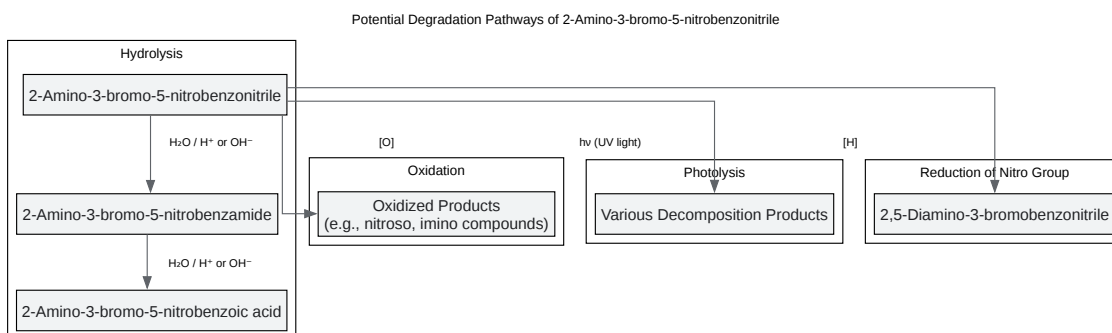 Potential Degradation Pathways of 2-Amino-3-bromo-5-nitrobenzonitrile
Hydrolysis
2-Amino-3-bromo-5-nitrobenzonitrile
H₂O / H⁺ or OH⁻
[O]
hν (UV light)
[H]
Oxidation
Photolysis
Reduction of Nitro Group
2-Amino-3-bromo-5-nitrobenzamide
Oxidized Products
(e.g., nitroso, imino compounds)
Various Decomposition Products
2,5-Diamino-3-bromobenzonitrile
H₂O / H⁺ or OH⁻
2-Amino-3-bromo-5-nitrobenzoic acid